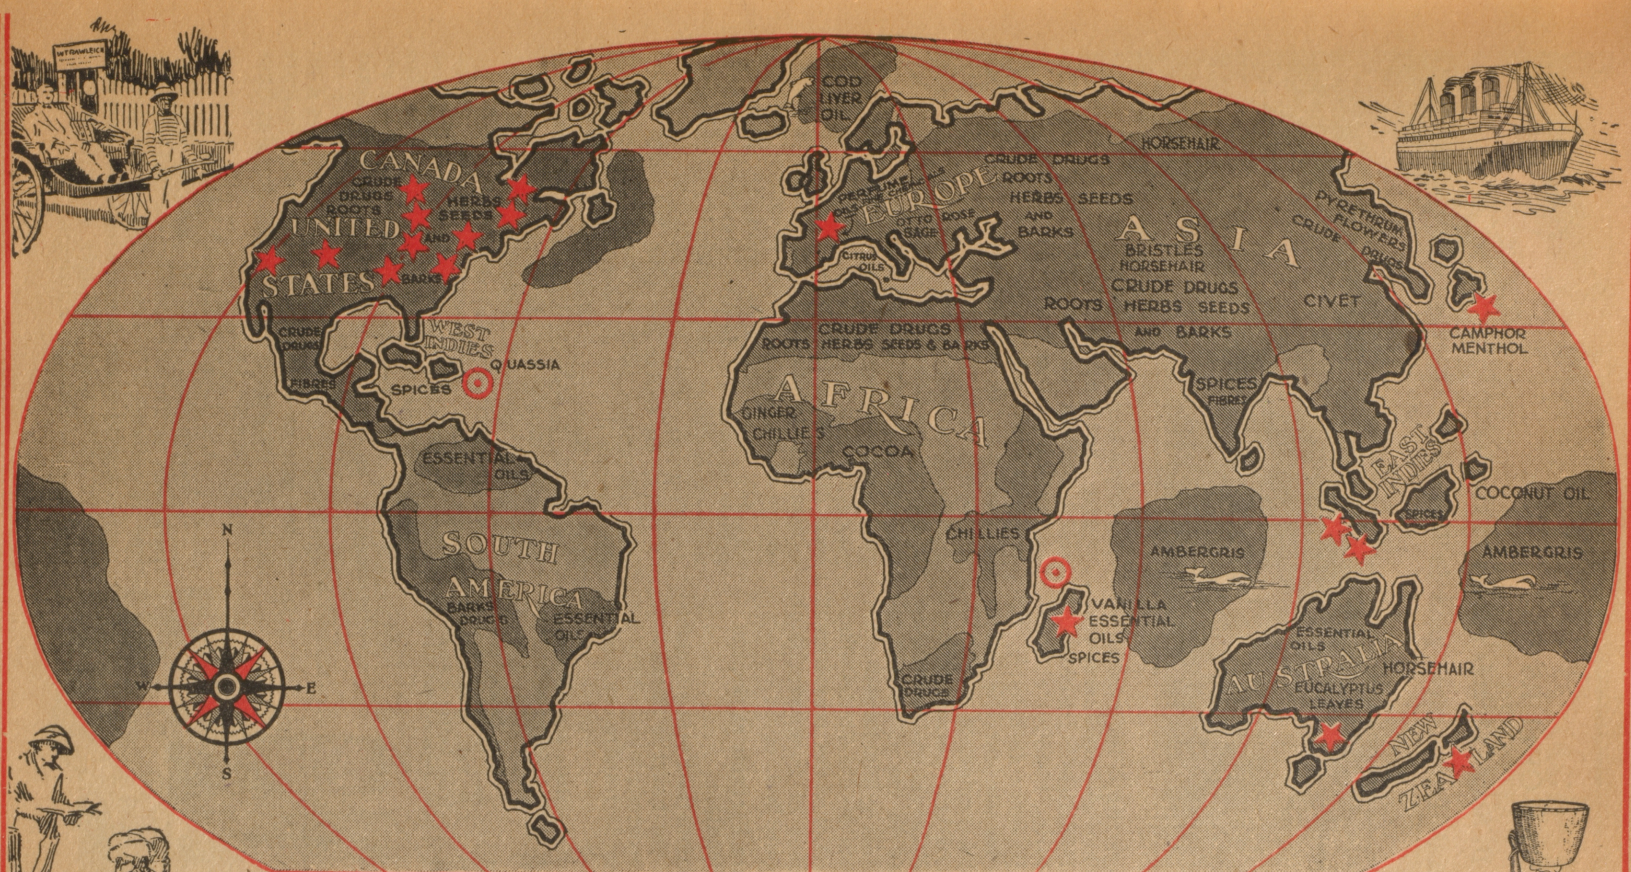 W.T. RAWLEIGH
COD
LIVER
OIL
HORSEHAIR
CANADA
CRUDE
DRUGS
ROOTS
HERBS
SEEDS
AND
BARKS
UNITED
STATES
EUROPE
PERFUME
OILS
CHEMICALS
OTTO ROSE
SAGE
CITRUS
OILS
CRUDE DRUGS
ROOTS
HERBS SEEDS
AND
BARKS
ASIA
BRISTLES
HORSEHAIR
CRUDE DRUGS
ROOTS HERBS SEEDS
AND BARKS
PYRETHRUM
FLOWERS
CRUDE
DRUGS
CIVET
CAMPHOR
MENTHOL
CRUDE
DRUGS
FIBRES
WEST
INDIES
QUASSIA
SPICES
CRUDE DRUGS
ROOTS HERBS SEEDS & BARKS
AFRICA
GINGER
CHILLIES
COCOA
SPICES
FIBRES
EAST
INDIES
COCONUT OIL
SPICES
ESSENTIAL
OILS
SOUTH
AMERICA
BARKS
DRUGS
ESSENTIAL
OILS
CHILLIES
AMBERGRIS
AMBERGRIS
VANILLA
ESSENTIAL
OILS
SPICES
CRUDE
DRUGS
ESSENTIAL
OILS
AUSTRALIA
HORSEHAIR
EUCALYPTUS
LEAVES
NEW
ZEALAND
N
W
E
S